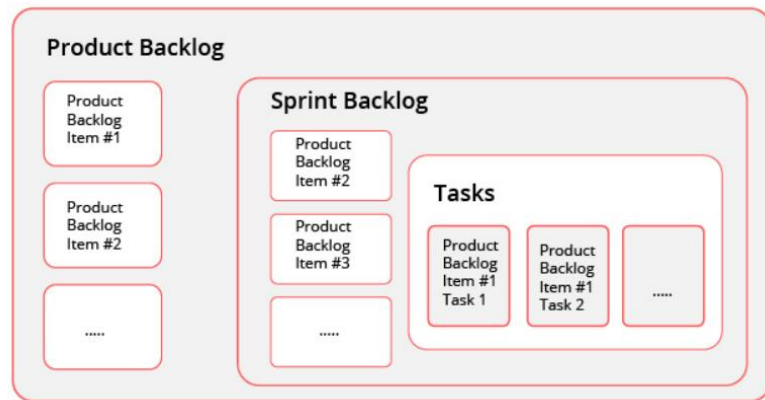 Product Backlog
Product
Backlog
Item #1
Product
Backlog
Item #2
.....
Sprint Backlog
Product
Backlog
Item #2
Product
Backlog
Item #3
.....
Tasks
Product
Backlog
Item #1
Task 1
Product
Backlog
Item #1
Task 2
.....